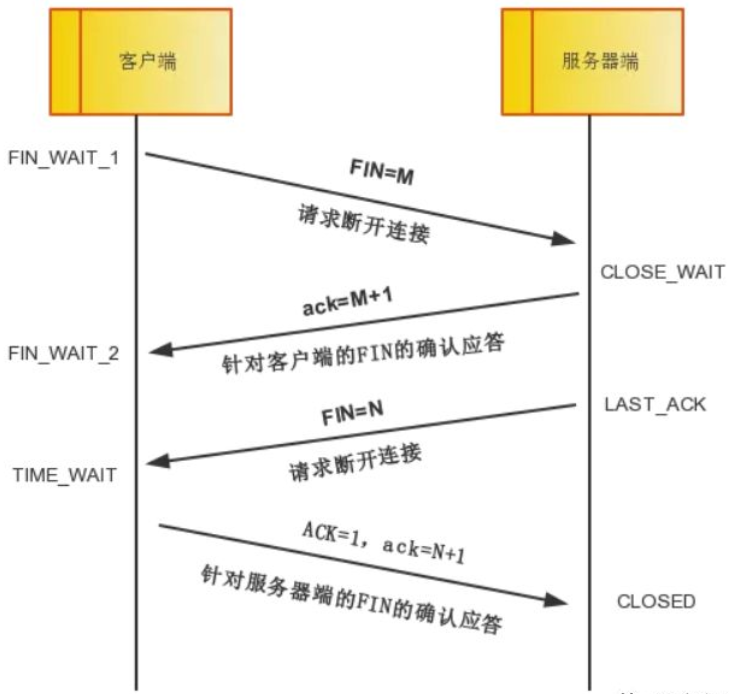 客户端
服务器端
FIN_WAIT_1
FIN=M
请求断开连接
CLOSE_WAIT
ack=M+1
FIN_WAIT_2
针对客户端的FIN的确认应答
LAST_ACK
FIN=N
请求断开连接
TIME_WAIT
ACK=1, ack=N+1
针对服务器端的FIN的确认应答
CLOSED